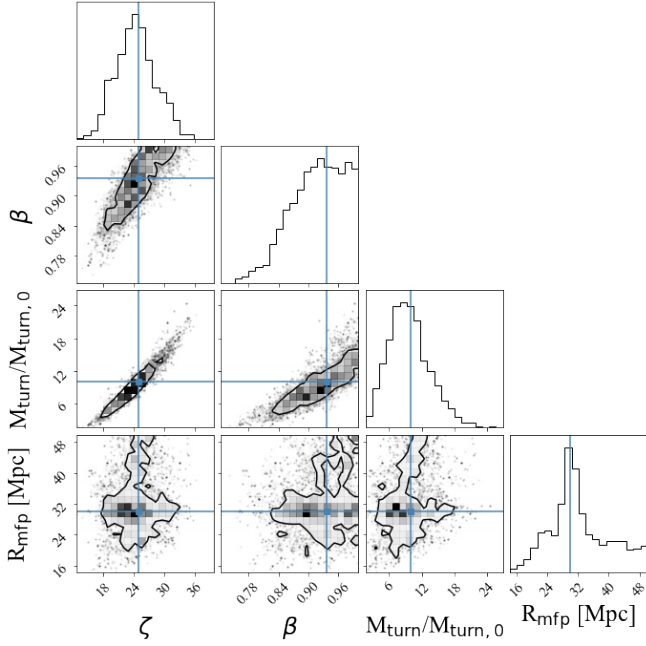 0.96
0.90
0.84
0.78
β
24
18
12
6
M_turn/M_turn, 0
48
40
32
24
16
R_mfp [Mpc]
18 24 30 36
0.78 0.84 0.90 0.96
6 12 18 24
16 24 32 40 48
ζ
β
M_turn/M_turn, 0
R_mfp [Mpc]